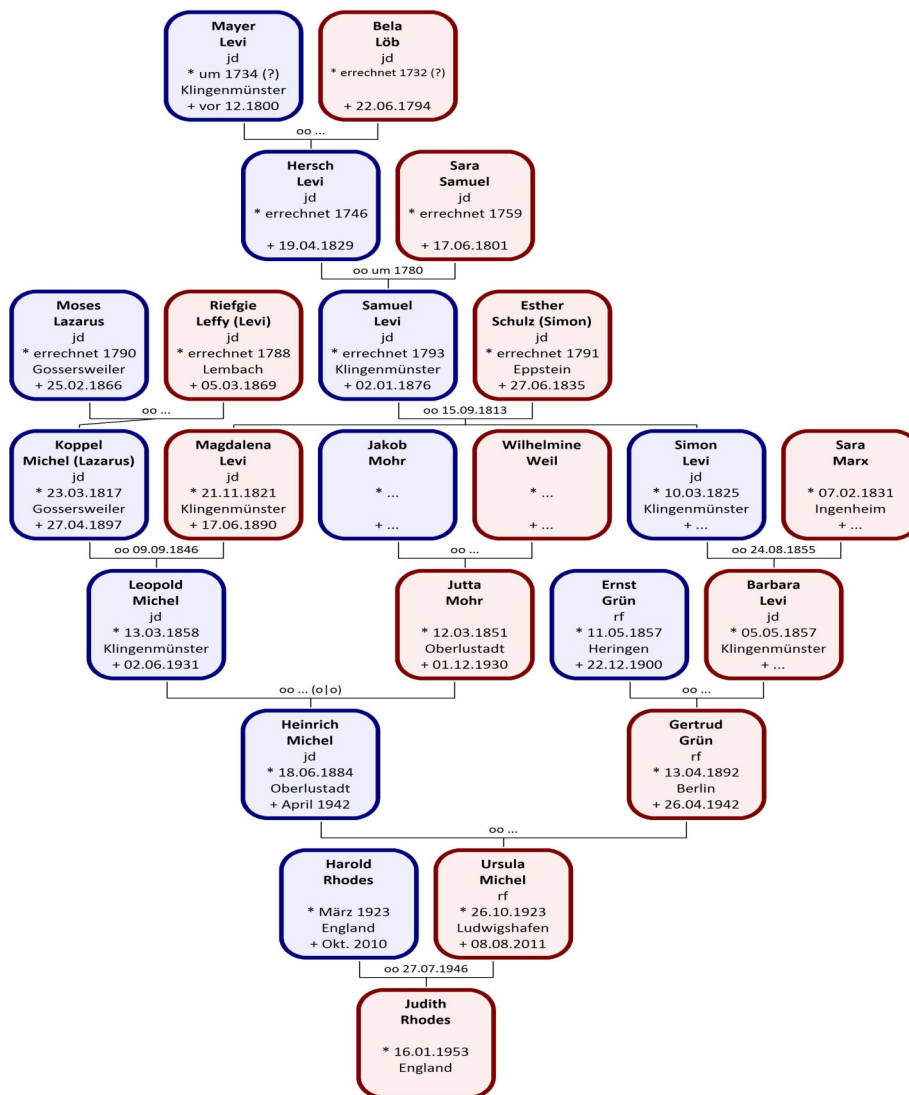 Mayer
Levi
jd
* um 1734 (?)
Klingenmünster
+ vor 12.1800
Bela
Löb
jd
* errechnet 1732 (?)
+ 22.06.1794
oo ...
Hersch
Levi
jd
* errechnet 1746
+ 19.04.1829
Sara
Samuel
jd
* errechnet 1759
+ 17.06.1801
oo um 1780
Moses
Lazarus
jd
* errechnet 1790
Gossersweiler
+ 25.02.1866
Riefgie
Leffy (Levi)
jd
* errechnet 1788
Lembach
+ 05.03.1869
Samuel
Levi
jd
* errechnet 1793
Klingenmünster
+ 02.01.1876
Esther
Schulz (Simon)
jd
* errechnet 1791
Eppstein
+ 27.06.1835
oo ...
oo 15.09.1813
Koppel
Michel (Lazarus)
jd
* 23.03.1817
Gossersweiler
+ 27.04.1897
Magdalena
Levi
jd
* 21.11.1821
Klingenmünster
+ 17.06.1890
Jakob
Mohr
* ...
+ ...
Wilhelmine
Weil
* ...
+ ...
Simon
Levi
jd
* 10.03.1825
Klingenmünster
+ ...
Sara
Marx
* 07.02.1831
Ingenheim
+ ...
oo 09.09.1846
oo ...
oo 24.08.1855
Leopold
Michel
jd
* 13.03.1858
Klingenmünster
+ 02.06.1931
Jutta
Mohr
* 12.03.1851
Oberlustadt
+ 01.12.1930
Ernst
Grün
rf
* 11.05.1857
Heringen
+ 22.12.1900
Barbara
Levi
jd
* 05.05.1857
Klingenmünster
+ ...
oo ... (o|o)
oo ...
Heinrich
Michel
jd
* 18.06.1884
Oberlustadt
+ April 1942
Gertrud
Grün
rf
* 13.04.1892
Berlin
+ 26.04.1942
oo ...
Harold
Rhodes
* März 1923
England
+ Okt. 2010
Ursula
Michel
rf
* 26.10.1923
Ludwigshafen
+ 08.08.2011
oo 27.07.1946
Judith
Rhodes
* 16.01.1953
England